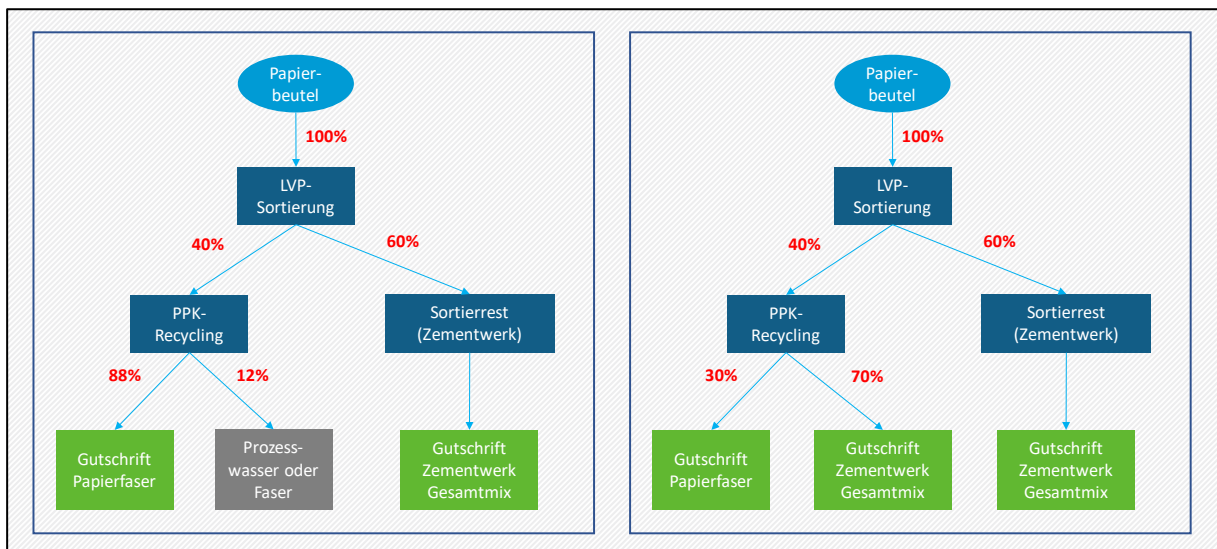 Papier-
beutel
100%
LVP-
Sortierung
40%
60%
PPK-
Recycling
Sortierrest
(Zementwerk)
88%
12%
Gutschrift
Papierfaser
Prozess-
wasser oder
Faser
Gutschrift
Zementwerk
Gesamtmix
Papier-
beutel
100%
LVP-
Sortierung
40%
60%
PPK-
Recycling
Sortierrest
(Zementwerk)
30%
70%
Gutschrift
Papierfaser
Gutschrift
Zementwerk
Gesamtmix
Gutschrift
Zementwerk
Gesamtmix